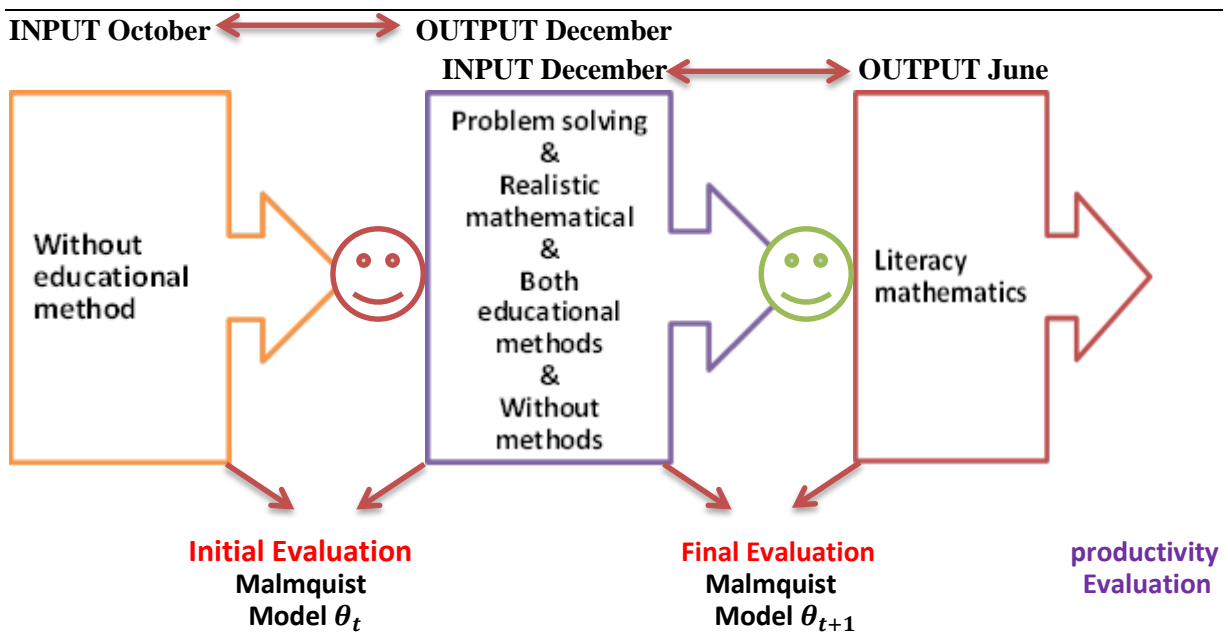 INPUT October
OUTPUT December
INPUT December
OUTPUT June
Without
educational
method
Problem solving
&
Realistic
mathematical
&
Both
educational
methods
&
Without
methods
Literacy
mathematics
Initial Evaluation
Malmquist
Model θt
Final Evaluation
Malmquist
Model θt+1
productivity
Evaluation